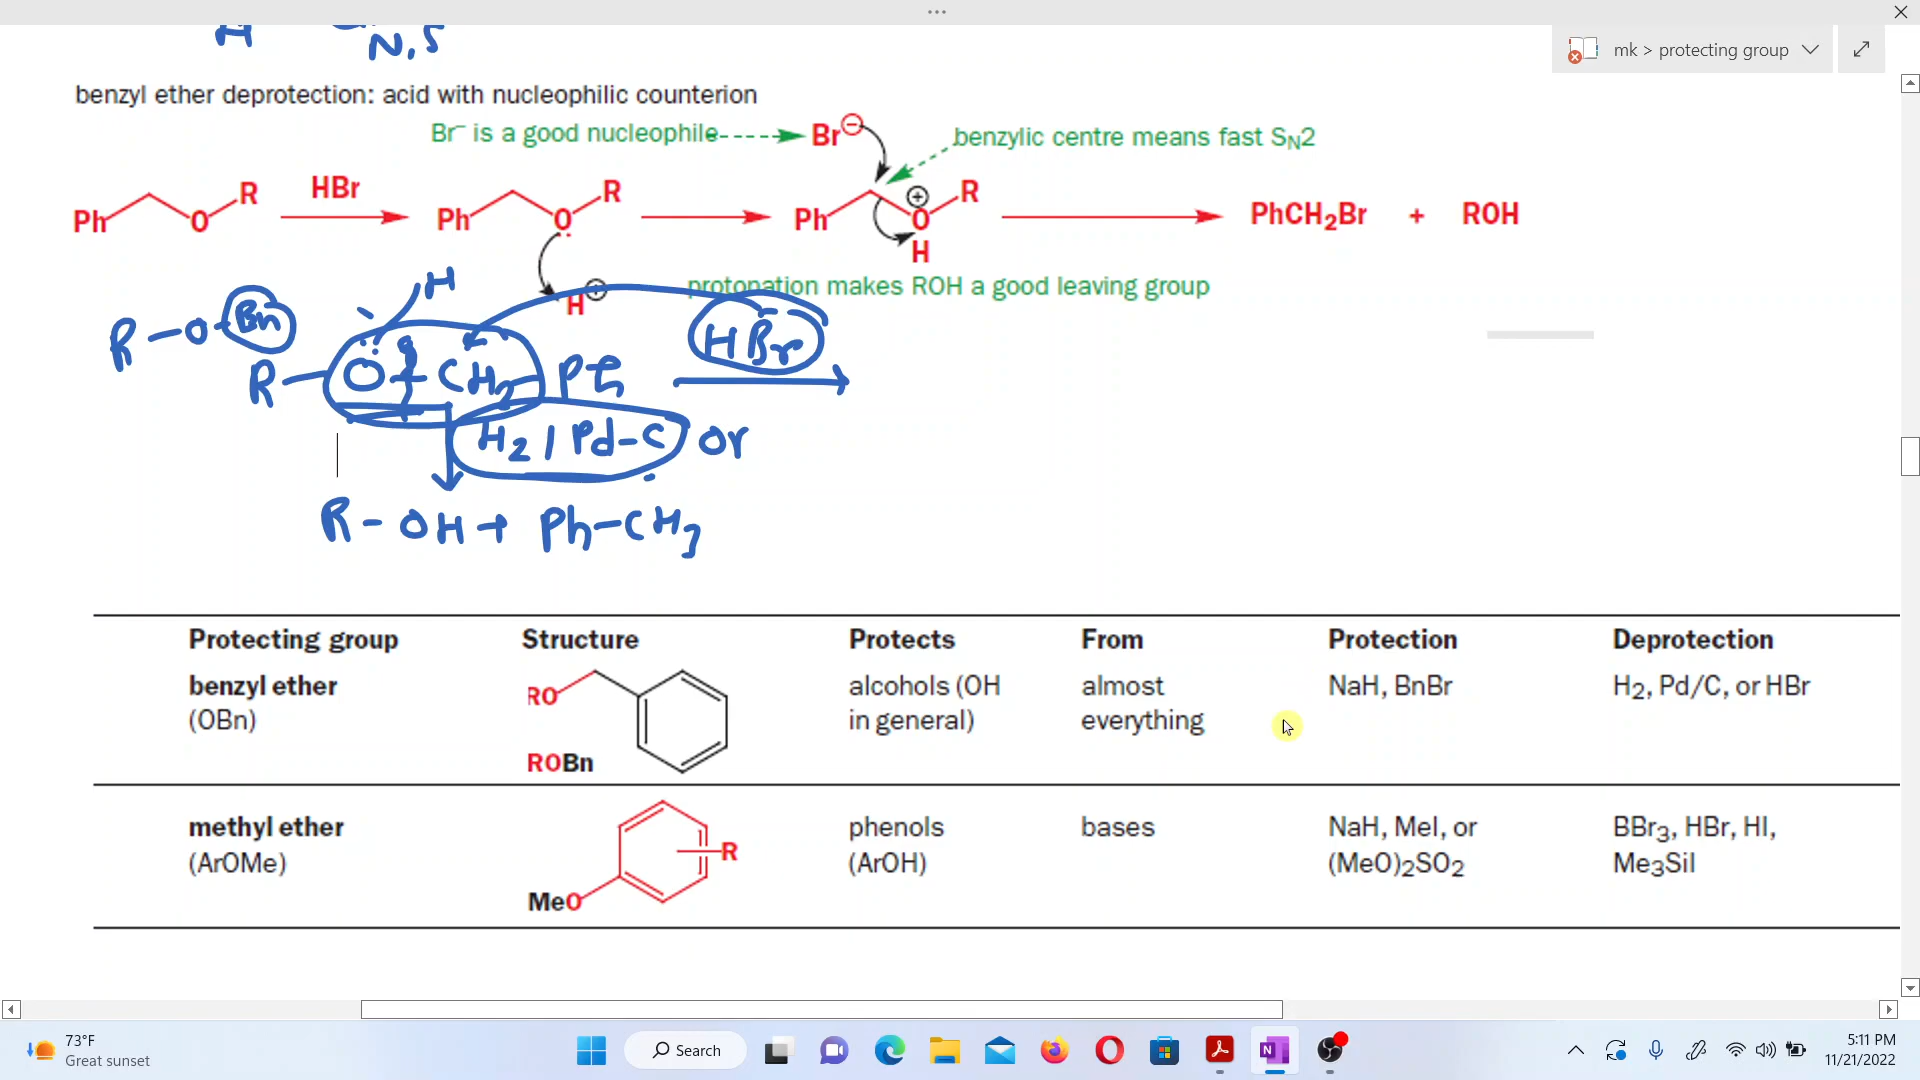 mk > protecting group
H
N, S
benzyl ether deprotection: acid with nucleophilic counterion
Br⁻ is a good nucleophile
Br⊖
benzylic centre means fast SN2
Ph O R
HBr
Ph O R
H⊕
Ph O⊕ R
H
PhCH2Br + ROH
protonation makes ROH a good leaving group
R-O-Bn
H
R-O-CH2-Ph
HBr
H2/Pd-C or
R-OH + Ph-CH3
Protecting group Structure Protects From Protection Deprotection
benzyl ether RO alcohols (OH almost NaH, BnBr H2, Pd/C, or HBr
(OBn) in general) everything
ROBn
methyl ether R phenols bases NaH, MeI, or BBr3, HBr, HI,
(ArOMe) MeO (ArOH) (MeO)2SO2 Me3SiI
73°F
Great sunset
Search
5:11 PM
11/21/2022